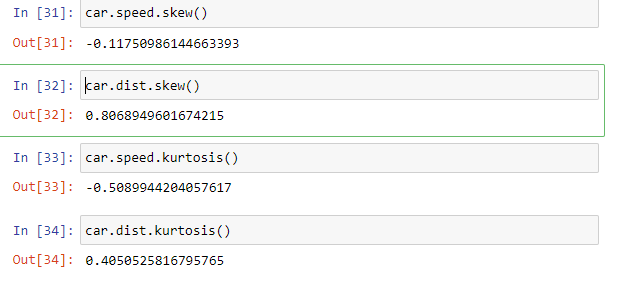 In [31]: car.speed.skew()
Out[31]: -0.11750986144663393
In [32]: car.dist.skew()
Out[32]: 0.8068949601674215
In [33]: car.speed.kurtosis()
Out[33]: -0.5089944204057617
In [34]: car.dist.kurtosis()
Out[34]: 0.4050525816795765